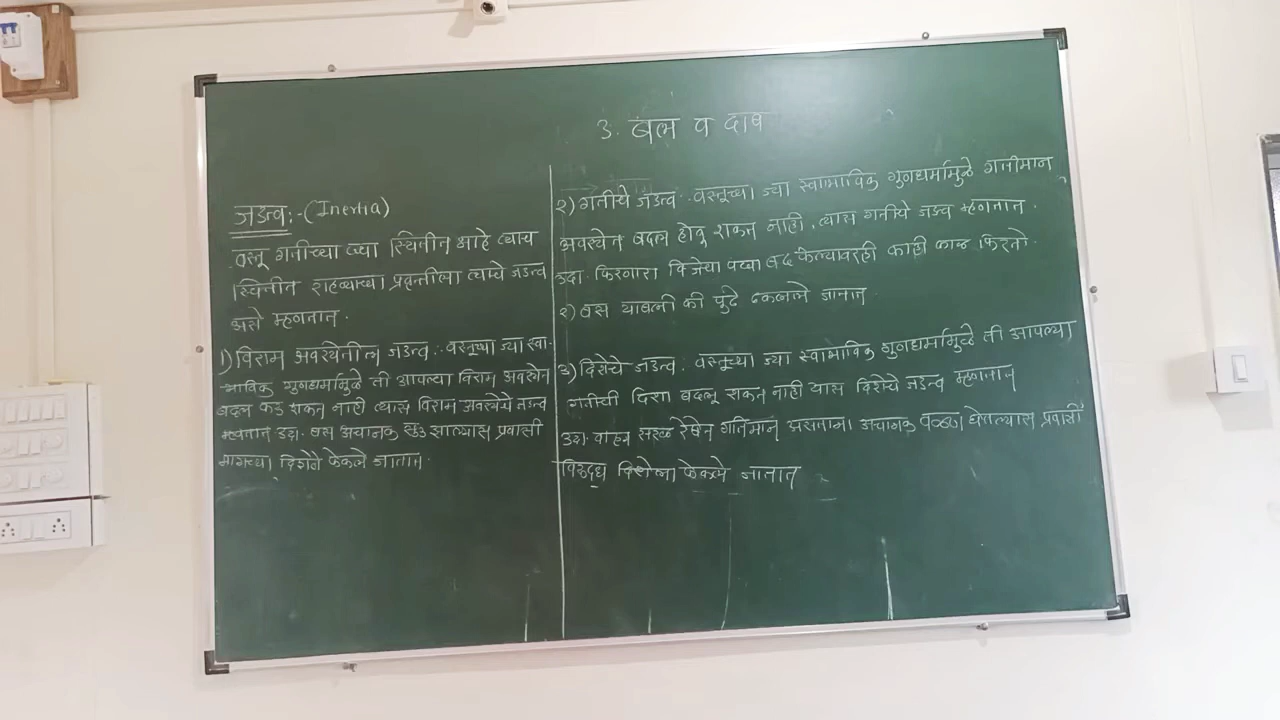 3. बल व दाब
जडत्व :- (Inertia)
वस्तू गतीच्या ज्या स्थितीत आहे त्याच
स्थितीत राहण्याच्या प्रवृत्तीला त्याचे जडत्व
असे म्हणतात.
1) विराम अवस्थेतील जडत्व :- वस्तूच्या ज्या स्वा-
भाविक गुणधर्मामुळे ती आपल्या विराम अवस्थेत
बदल करू शकत नाही त्यास विराम अवस्थेचे जडत्व
म्हणतात उदा. बस अचानक सुरु झाल्यास प्रवासी
मागच्या दिशेने फेकले जातात.
२) गतीचे जडत्व :- वस्तूच्या ज्या स्वाभाविक गुणधर्मामुळे गतीमान
अवस्थेत बदल होवू शकत नाही, त्यास गतीचे जडत्व म्हणतात.
उदा. फिरणारा विजेचा पंखा बंद केल्यावरही काही काळ फिरतो.
२) बस थांबली की पुढे ढकलले जातात.
३) दिशेचे जडत्व. वस्तूच्या ज्या स्वाभाविक गुणधर्मामुळे ती आपल्या
गतीची दिशा बदलू शकत नाही यास दिशेचे जडत्व म्हणतात
उदा. वाहन सरळ रेषेत गतिमान असताना अचानक वळण घेतल्यास प्रवासी
विरुद्ध दिशेला फेकले जातात